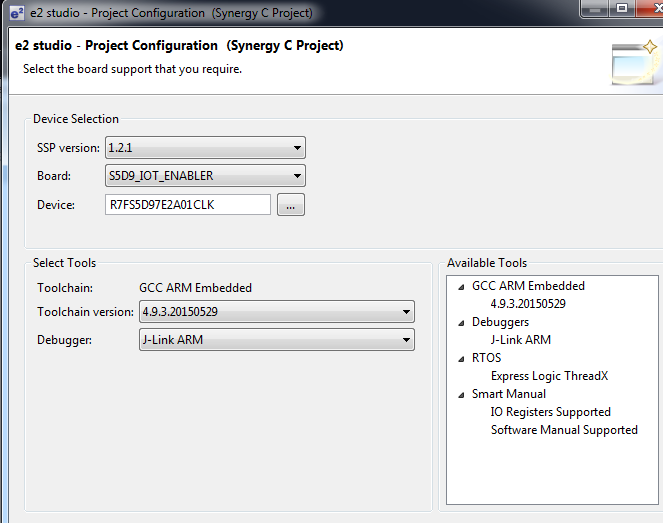 e2 e2 studio - Project Configuration (Synergy C Project)
e2 studio - Project Configuration (Synergy C Project)
Select the board support that you require.
Device Selection
SSP version: 1.2.1
Board: S5D9_IOT_ENABLER
Device: R7FS5D97E2A01CLK ...
Select Tools
Toolchain: GCC ARM Embedded
Toolchain version: 4.9.3.20150529
Debugger: J-Link ARM
Available Tools
GCC ARM Embedded
4.9.3.20150529
Debuggers
J-Link ARM
RTOS
Express Logic ThreadX
Smart Manual
IO Registers Supported
Software Manual Supported